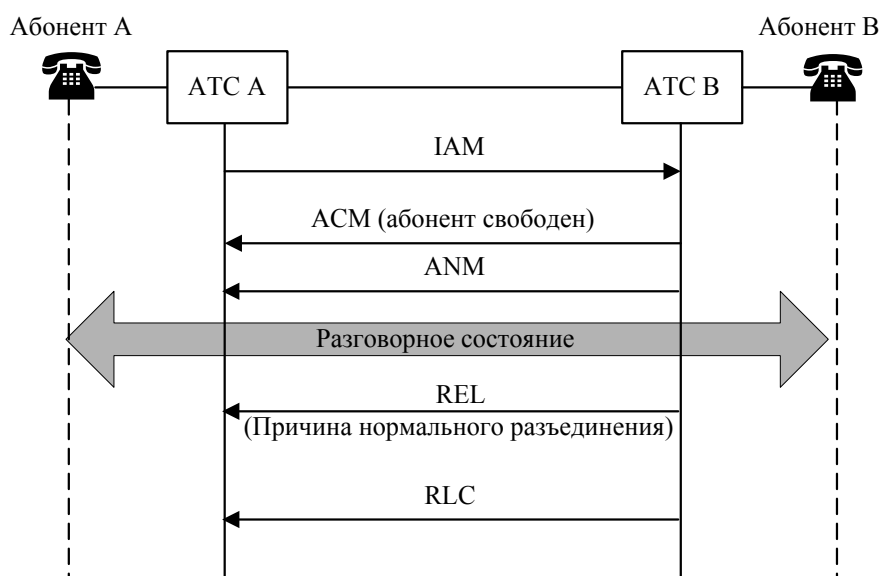 Абонент А
Абонент В
АТС А
АТС В
IAM
ACM (абонент свободен)
ANM
Разговорное состояние
REL
(Причина нормального разъединения)
RLC